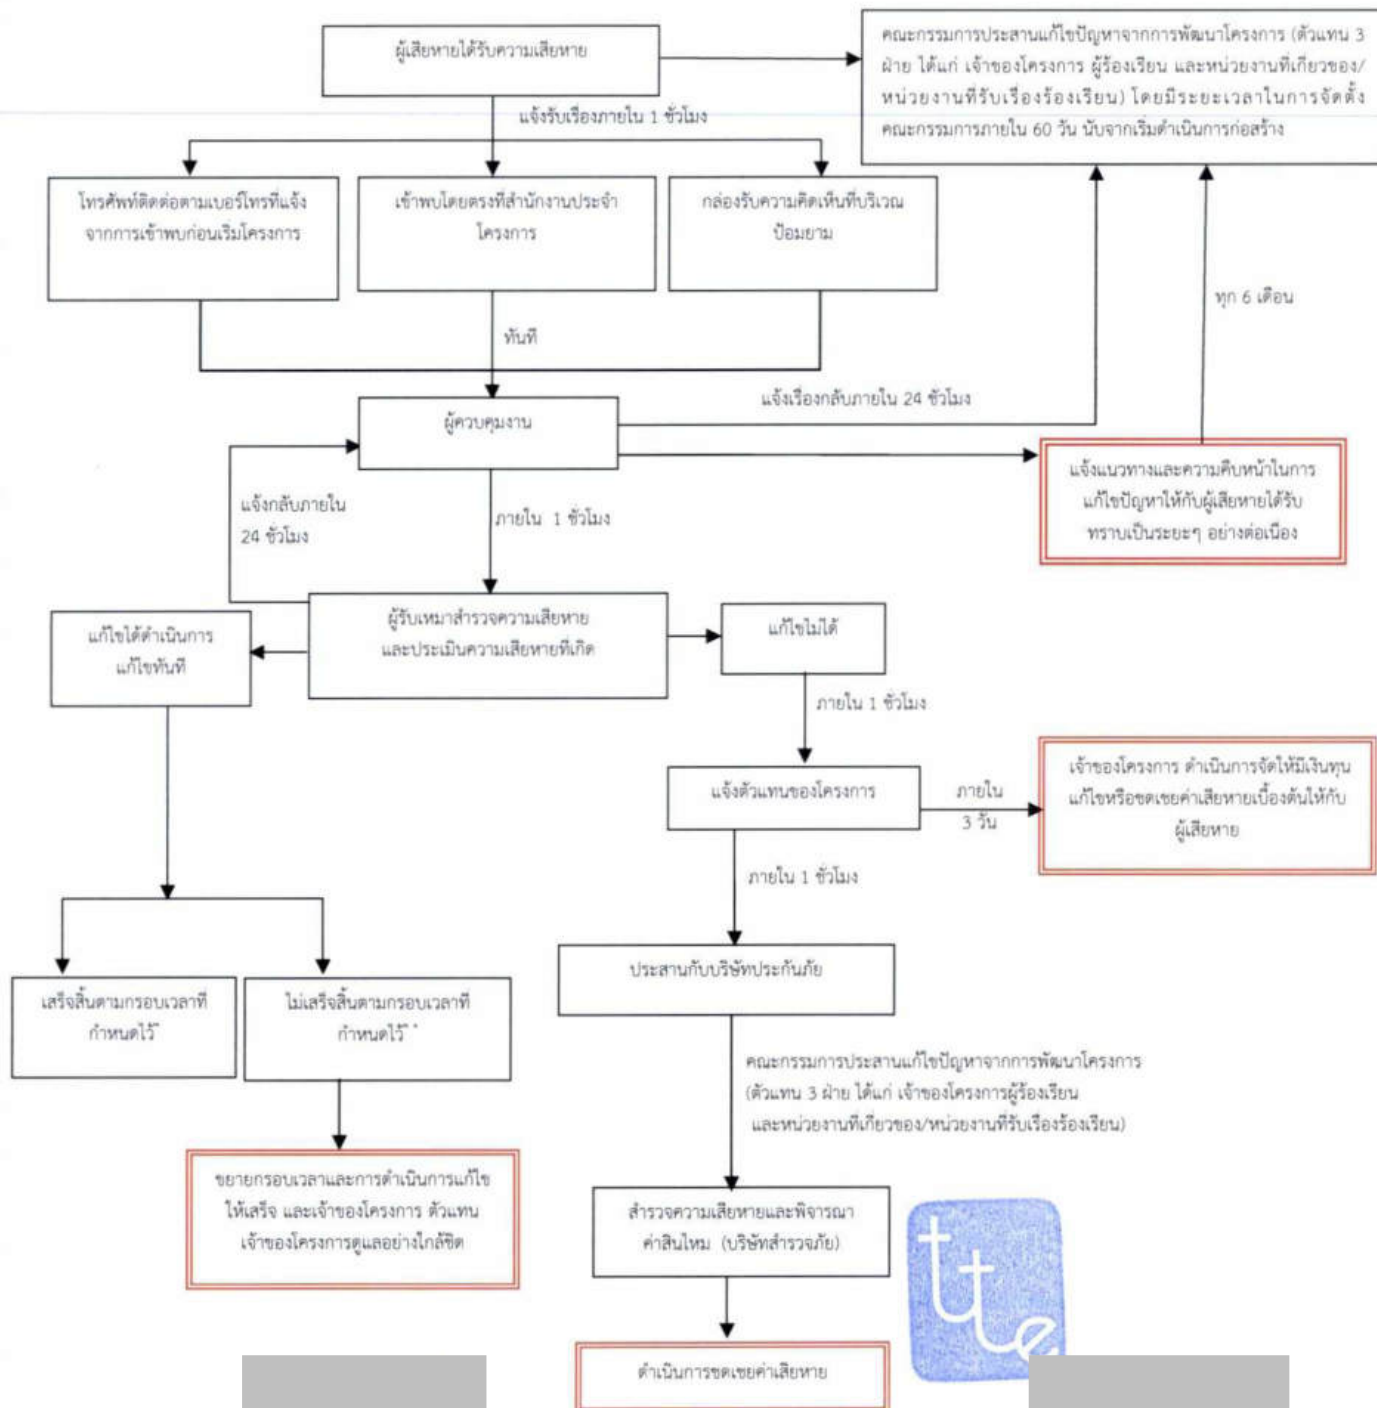 ผู้เสียหายได้รับความเสียหาย
คณะกรรมการประสานแก้ไขปัญหาจากการพัฒนาโครงการ (ตัวแทน 3
ฝ่าย ได้แก่ เจ้าของโครงการ ผู้ร้องเรียน และหน่วยงานที่เกี่ยวของ/
หน่วยงานที่รับเรื่องร้องเรียน) โดยมีระยะเวลาในการจัดตั้ง
คณะกรรมการภายใน 60 วัน นับจากเริ่มดำเนินการก่อสร้าง
แจ้งรับเรื่องภายใน 1 ชั่วโมง
โทรศัพท์ติดต่อตามเบอร์โทรที่แจ้ง
จากการเข้าพบก่อนเริ่มโครงการ
เข้าพบโดยตรงที่สำนักงานประจำ
โครงการ
กล่องรับความคิดเห็นที่บริเวณ
ป้อมยาม
ทุก 6 เดือน
ทันที
แจ้งเรื่องกลับภายใน 24 ชั่วโมง
ผู้ควบคุมงาน
แจ้งแนวทางและความคืบหน้าในการ
แก้ไขปัญหาให้กับผู้เสียหายได้รับ
ทราบเป็นระยะๆ อย่างต่อเนื่อง
แจ้งกลับภายใน
24 ชั่วโมง
ภายใน 1 ชั่วโมง
ผู้รับเหมาสำรวจความเสียหาย
และประเมินความเสียหายที่เกิด
แก้ไขได้ดำเนินการ
แก้ไขทันที
แก้ไขไม่ได้
ภายใน 1 ชั่วโมง
แจ้งตัวแทนของโครงการ
ภายใน
3 วัน
เจ้าของโครงการ ดำเนินการจัดให้มีเงินทุน
แก้ไขหรือชดเชยค่าเสียหายเบื้องต้นให้กับ
ผู้เสียหาย
ภายใน 1 ชั่วโมง
ประสานกับบริษัทประกันภัย
เสร็จสิ้นตามกรอบเวลาที่
กำหนดไว้*
ไม่เสร็จสิ้นตามกรอบเวลาที่
กำหนดไว้**
คณะกรรมการประสานแก้ไขปัญหาจากการพัฒนาโครงการ
(ตัวแทน 3 ฝ่าย ได้แก่ เจ้าของโครงการผู้ร้องเรียน
และหน่วยงานที่เกี่ยวของ/หน่วยงานที่รับเรื่องร้องเรียน)
ขยายกรอบเวลาและการดำเนินการแก้ไข
ให้เสร็จ และเจ้าของโครงการ ตัวแทน
เจ้าของโครงการดูแลอย่างใกล้ชิด
สำรวจความเสียหายและพิจารณา
ค่าสินไหม (บริษัทสำรวจภัย)
tte
ดำเนินการชดเชยค่าเสียหาย